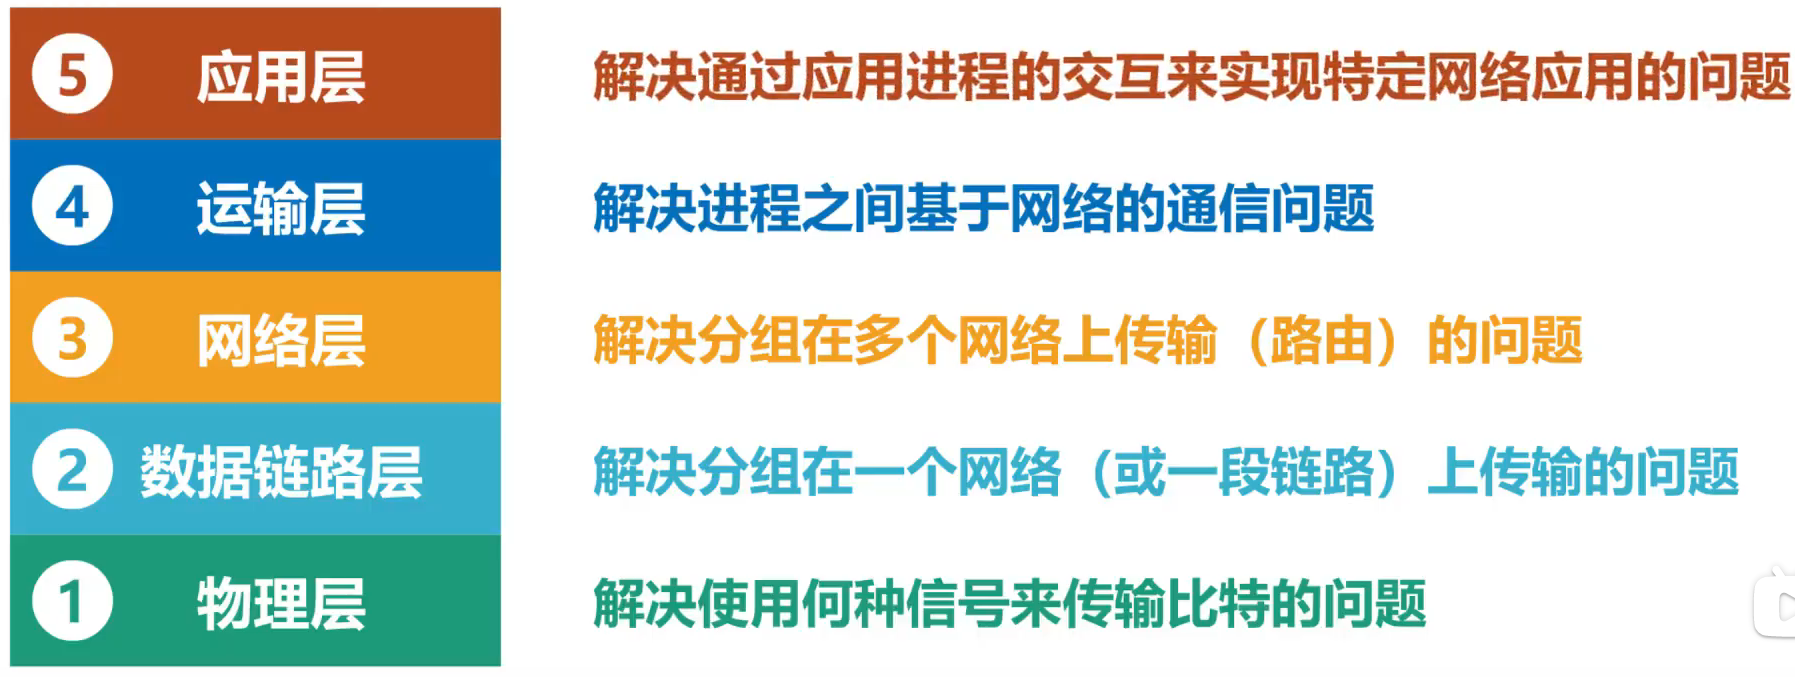 5 应用层 解决通过应用进程的交互来实现特定网络应用的问题
4 运输层 解决进程之间基于网络的通信问题
3 网络层 解决分组在多个网络上传输（路由）的问题
2 数据链路层 解决分组在一个网络（或一段链路）上传输的问题
1 物理层 解决使用何种信号来传输比特的问题